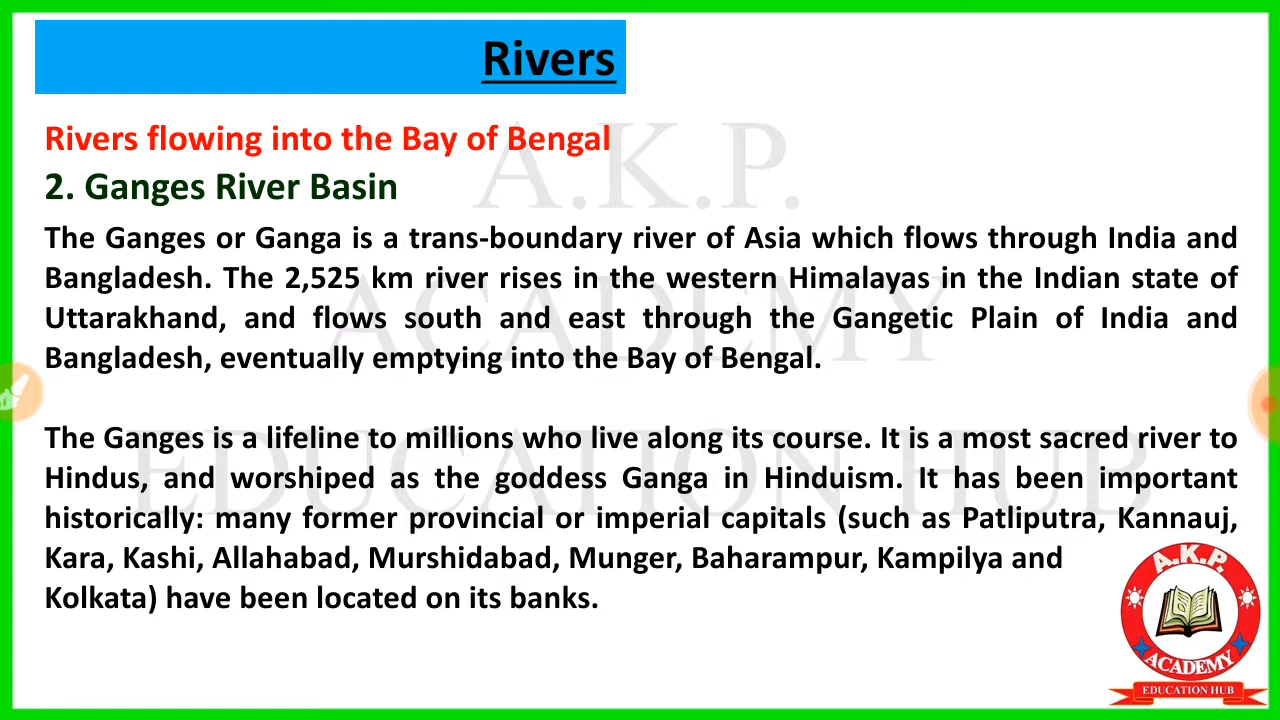 Rivers
Rivers flowing into the Bay of Bengal
2. Ganges River Basin
The Ganges or Ganga is a trans-boundary river of Asia which flows through India and
Bangladesh. The 2,525 km river rises in the western Himalayas in the Indian state of
Uttarakhand, and flows south and east through the Gangetic Plain of India and
Bangladesh, eventually emptying into the Bay of Bengal.
The Ganges is a lifeline to millions who live along its course. It is a most sacred river to
Hindus, and worshiped as the goddess Ganga in Hinduism. It has been important
historically: many former provincial or imperial capitals (such as Patliputra, Kannauj,
Kara, Kashi, Allahabad, Murshidabad, Munger, Baharampur, Kampilya and
Kolkata) have been located on its banks.
A.K.P.
ACADEMY
EDUCATION HUB
A.K.P.
ACADEMY
EDUCATION HUB